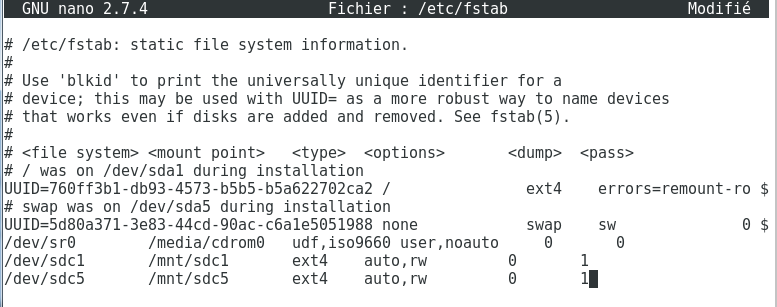 GNU nano 2.7.4 Fichier : /etc/fstab Modifié
# /etc/fstab: static file system information.
#
# Use 'blkid' to print the universally unique identifier for a
# device; this may be used with UUID= as a more robust way to name devices
# that works even if disks are added and removed. See fstab(5).
#
# <file system> <mount point> <type> <options> <dump> <pass>
# / was on /dev/sda1 during installation
UUID=760ff3b1-db93-4573-b5b5-b5a622702ca2 / ext4 errors=remount-ro $
# swap was on /dev/sda5 during installation
UUID=5d80a371-3e83-44cd-90ac-c6a1e5051988 none swap sw 0 $
/dev/sr0 /media/cdrom0 udf,iso9660 user,noauto 0 0
/dev/sdc1 /mnt/sdc1 ext4 auto,rw 0 1
/dev/sdc5 /mnt/sdc5 ext4 auto,rw 0 1